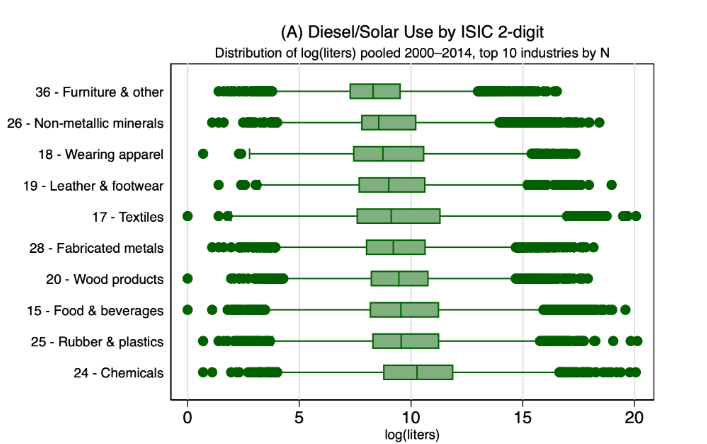 (A) Diesel/Solar Use by ISIC 2-digit
Distribution of log(liters) pooled 2000–2014, top 10 industries by N
36 - Furniture & other
26 - Non-metallic minerals
18 - Wearing apparel
19 - Leather & footwear
17 - Textiles
28 - Fabricated metals
20 - Wood products
15 - Food & beverages
25 - Rubber & plastics
24 - Chemicals
0 5 10 15 20
log(liters)